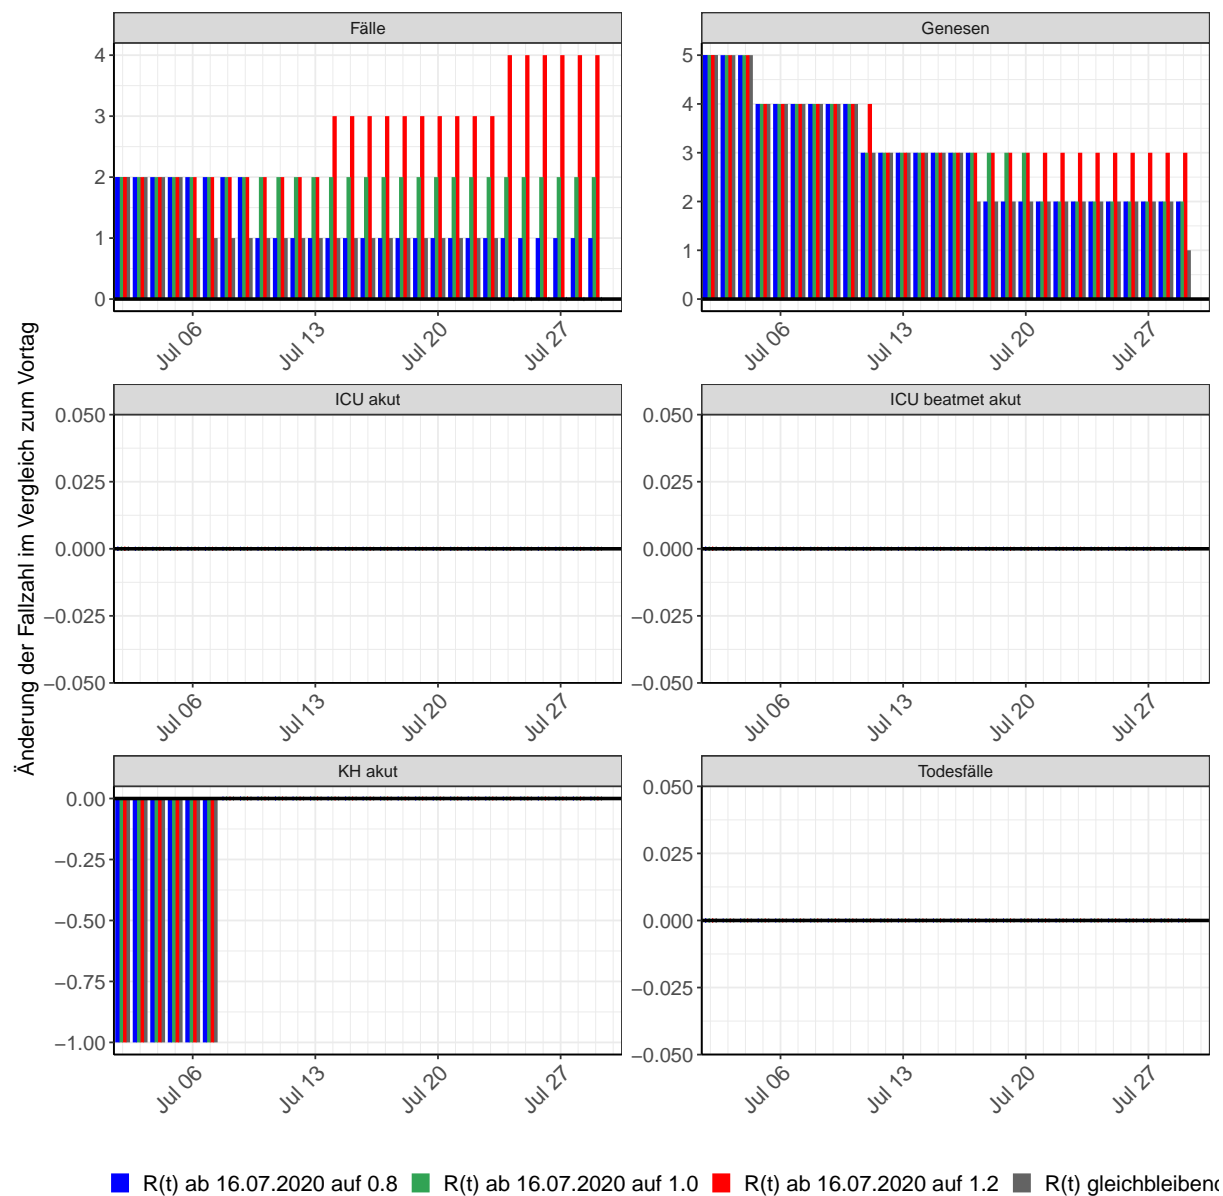 Fälle
Genesen
4
3
2
1
0
5
4
3
2
1
0
Jul 06
Jul 13
Jul 20
Jul 27
Jul 06
Jul 13
Jul 20
Jul 27
Änderung der Fallzahl im Vergleich zum Vortag
ICU akut
ICU beatmet akut
0.050
0.025
0.000
−0.025
−0.050
0.050
0.025
0.000
−0.025
−0.050
Jul 06
Jul 13
Jul 20
Jul 27
Jul 06
Jul 13
Jul 20
Jul 27
KH akut
Todesfälle
0.00
−0.25
−0.50
−0.75
−1.00
0.050
0.025
0.000
−0.025
−0.050
Jul 06
Jul 13
Jul 20
Jul 27
Jul 06
Jul 13
Jul 20
Jul 27
R(t) ab 16.07.2020 auf 0.8 R(t) ab 16.07.2020 auf 1.0 R(t) ab 16.07.2020 auf 1.2 R(t) gleichbleibend